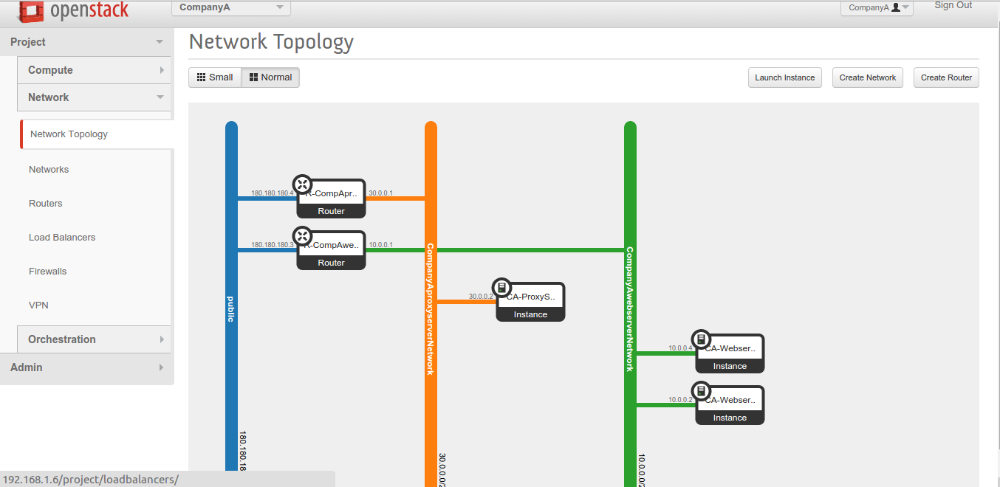 openstack
CompanyA
CompanyA
Sign Out
Project
Compute
Network
Network Topology
Networks
Routers
Load Balancers
Firewalls
VPN
Orchestration
Admin
Network Topology
Small
Normal
Launch Instance
Create Network
Create Router
180.180.180.4
R-CompApr..
Router
30.0.0.1
180.180.180.3
R-CompAwe..
Router
10.0.0.1
30.0.0.2
CA-ProxyS..
Instance
10.0.0.4
CA-Webser..
Instance
10.0.0.2
CA-Webser..
Instance
public
CompanyAproxyserverNetwork
CompanyAwebserverNetwork
180.180.18
30.0.0.0/2
10.0.0.0/2
192.168.1.6/project/loadbalancers/